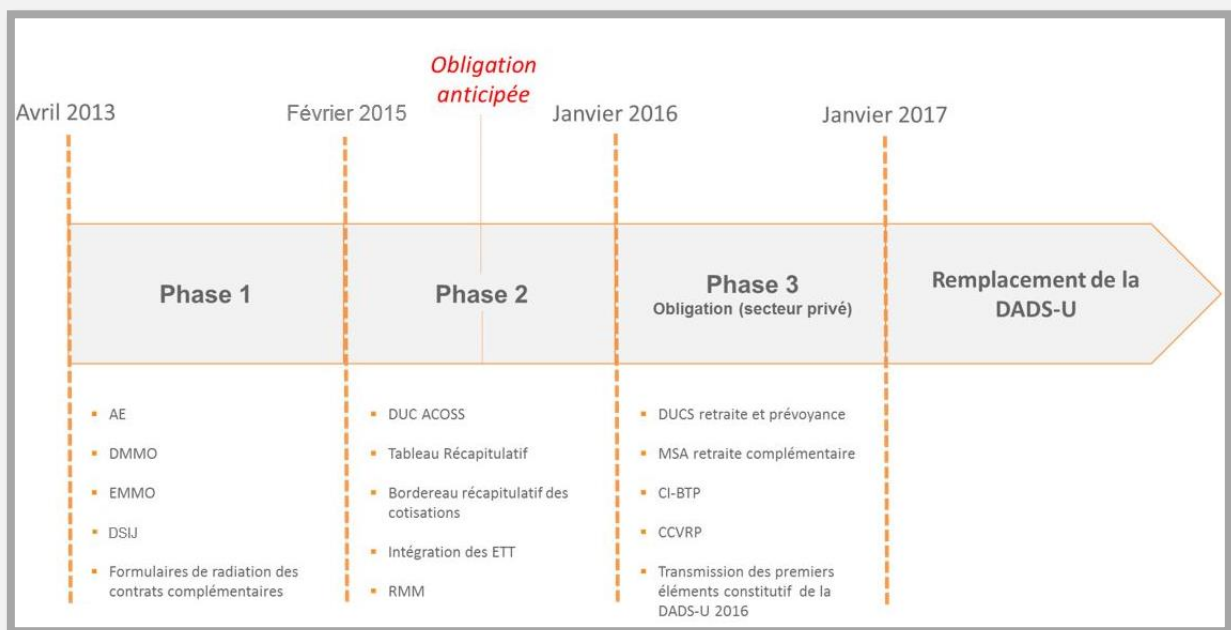 Obligation
anticipée
Avril 2013
Février 2015
Janvier 2016
Janvier 2017
Phase 1
Phase 2
Phase 3
Obligation (secteur privé)
Remplacement de la
DADS-U
AE
DMMO
EMMO
DSIJ
Formulaires de radiation des
contrats complémentaires
DUC ACOSS
Tableau Récapitulatif
Bordereau récapitulatif des
cotisations
Intégration des ETT
RMM
DUCS retraite et prévoyance
MSA retraite complémentaire
CI-BTP
CCVRP
Transmission des premiers
éléments constitutif de la
DADS-U 2016